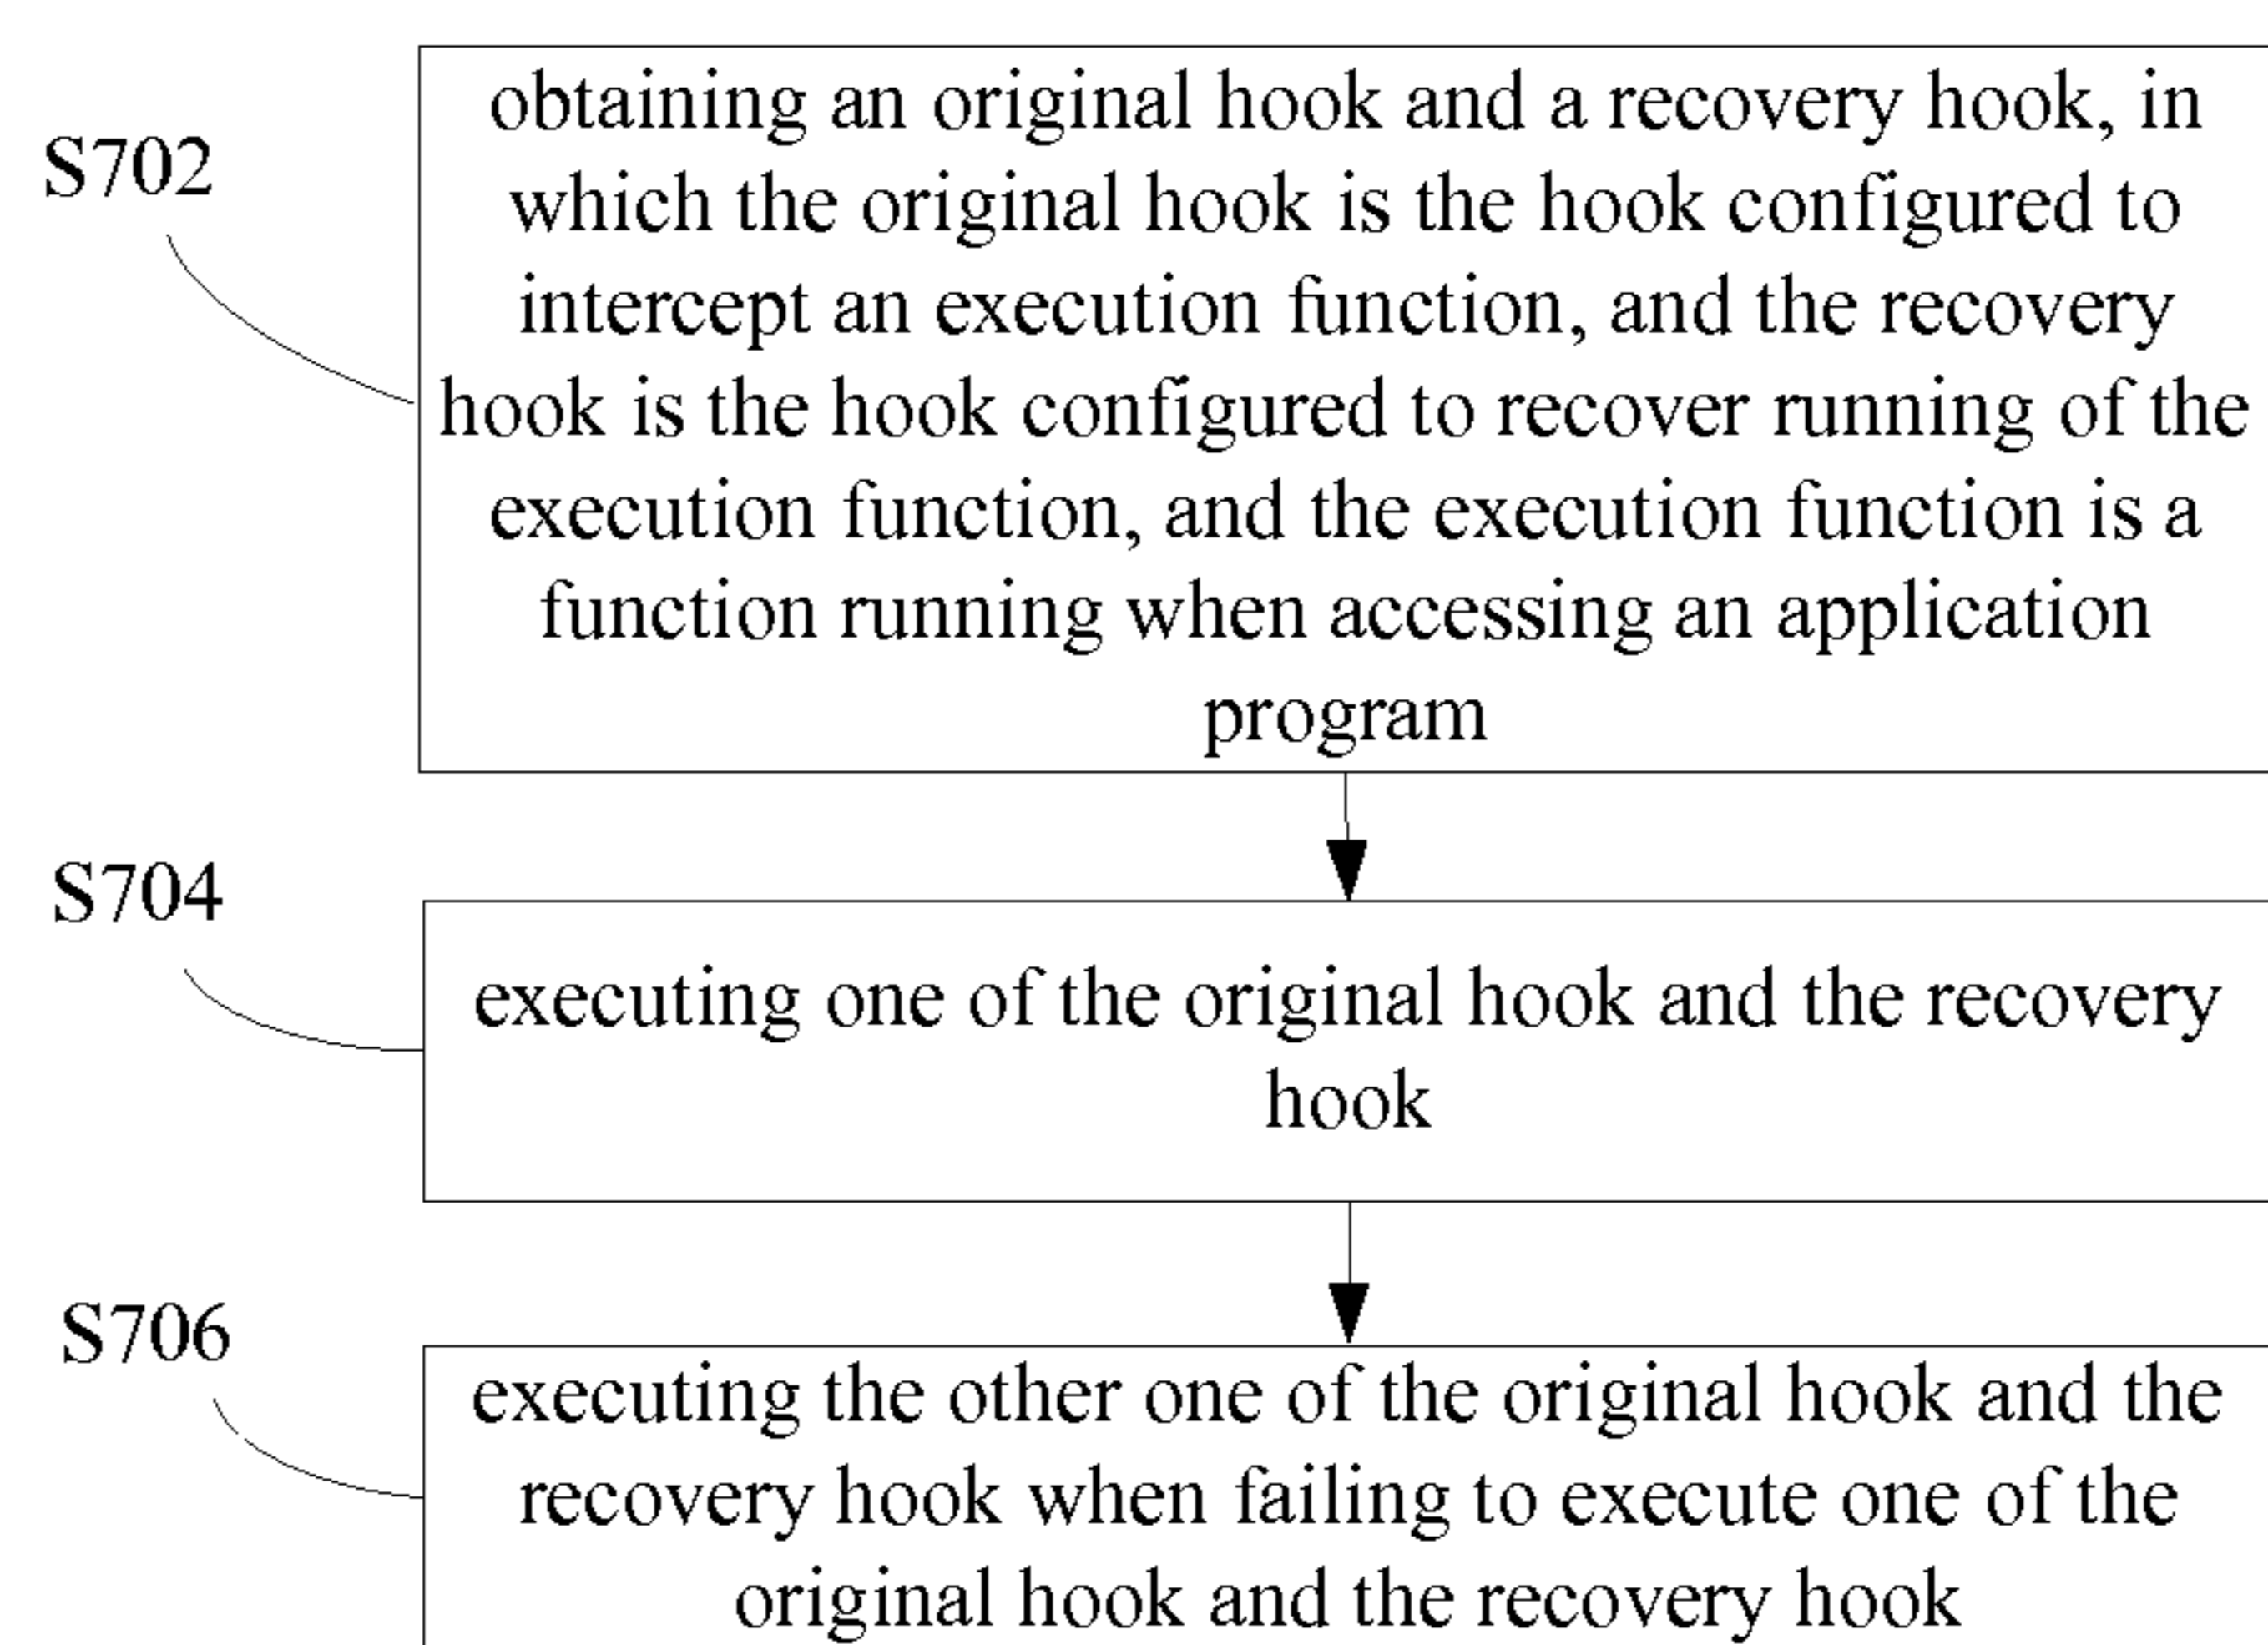 S702
obtaining an original hook and a recovery hook, in
which the original hook is the hook configured to
intercept an execution function, and the recovery
hook is the hook configured to recover running of the
execution function, and the execution function is a
function running when accessing an application
program
S704
executing one of the original hook and the recovery
hook
S706
executing the other one of the original hook and the
recovery hook when failing to execute one of the
original hook and the recovery hook